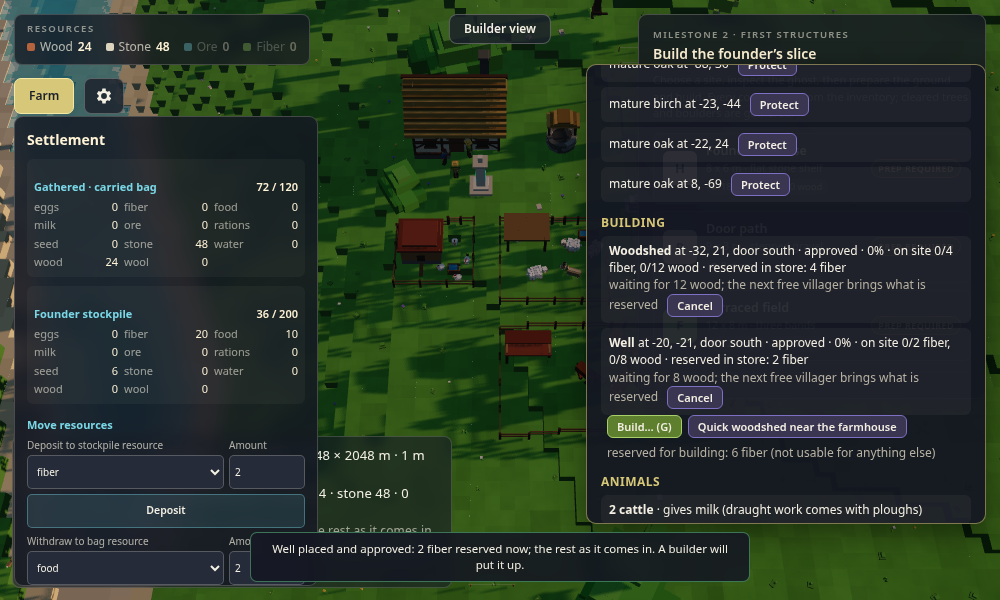 RESOURCES
Wood 24 Stone 48 Ore 0 Fiber 0
Builder view
MILESTONE 2 · FIRST STRUCTURES
Build the founder's slice
Farm
Settlement
Gathered · carried bag 72 / 120
eggs 0 fiber 0 food 0
milk 0 ore 0 rations 0
seed 0 stone 48 water 0
wood 24 wool 0
Founder stockpile 36 / 200
eggs 0 fiber 20 food 10
milk 0 ore 0 rations 0
seed 6 stone 0 water 0
wood 0 wool 0
Move resources
Deposit to stockpile resource Amount
fiber 2
Deposit
Withdraw to bag resource
food 2
48 × 2048 m · 1 m
4 · stone 48 · 0
e rest as it comes in
Well placed and approved: 2 fiber reserved now; the rest as it comes in. A builder will
put it up.
Protect
mature birch at -23, -44 Protect
mature oak at -22, 24 Protect
mature oak at 8, -69 Protect
BUILDING
Woodshed at -32, 21, door south · approved · 0% · on site 0/4
fiber, 0/12 wood · reserved in store: 4 fiber
waiting for 12 wood; the next free villager brings what is
reserved Cancel
Well at -20, -21, door south · approved · 0% · on site 0/2 fiber,
0/8 wood · reserved in store: 2 fiber
waiting for 8 wood; the next free villager brings what is
reserved Cancel
Build... (G) Quick woodshed near the farmhouse
reserved for building: 6 fiber (not usable for anything else)
ANIMALS
2 cattle · gives milk (draught work comes with ploughs)